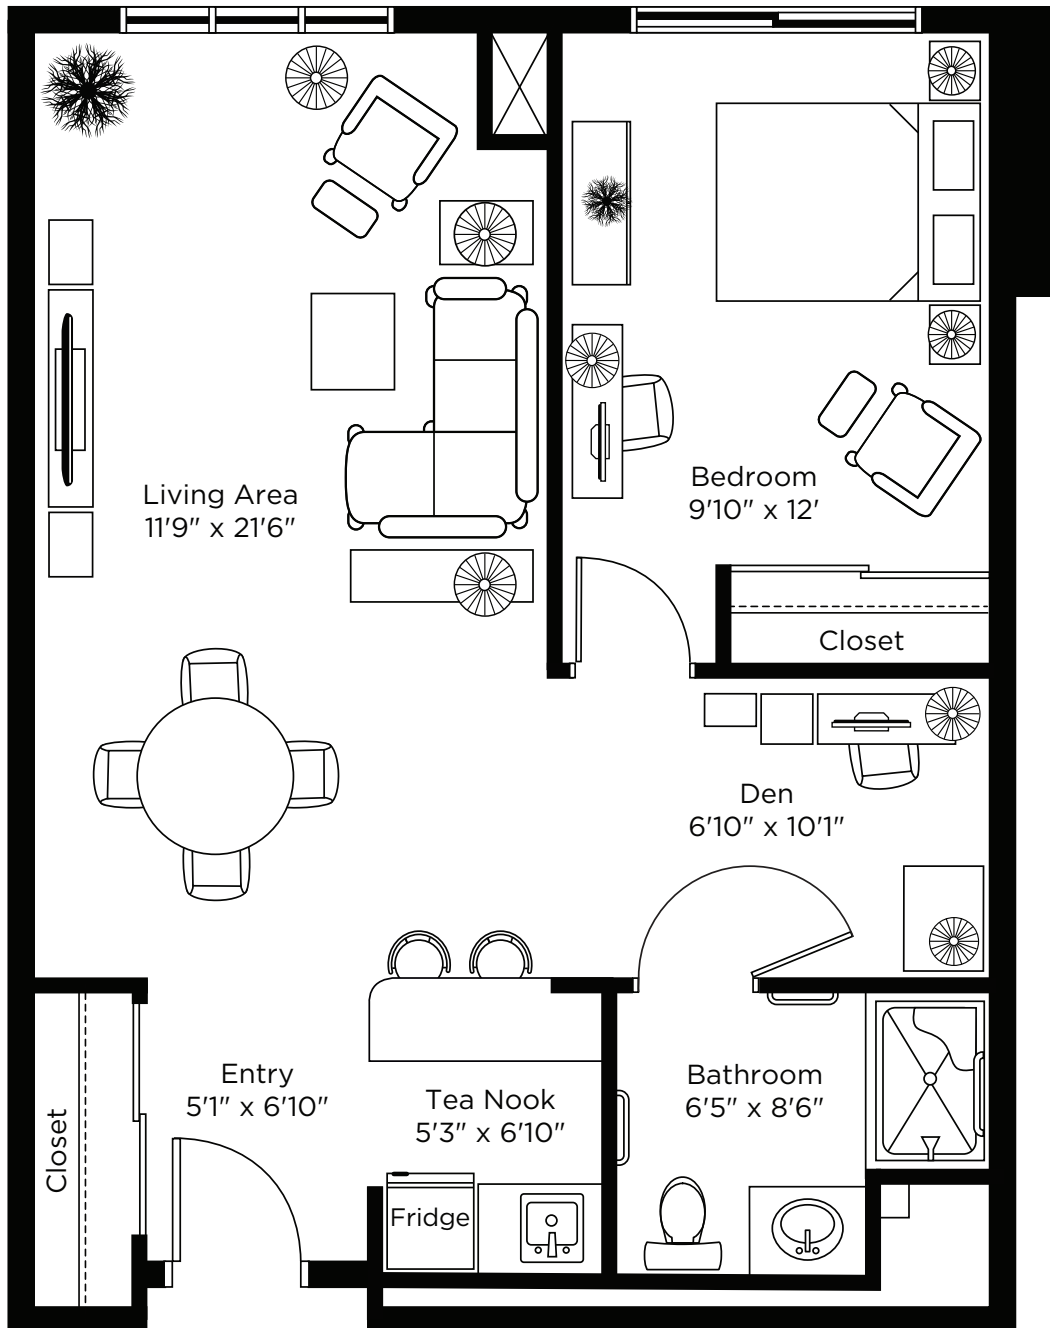 Living Area
11'9" x 21'6"
Bedroom
9'10" x 12'
Closet
Den
6'10" x 10'1"
Entry
5'1" x 6'10"
Tea Nook
5'3" x 6'10"
Bathroom
6'5" x 8'6"
Closet
Fridge